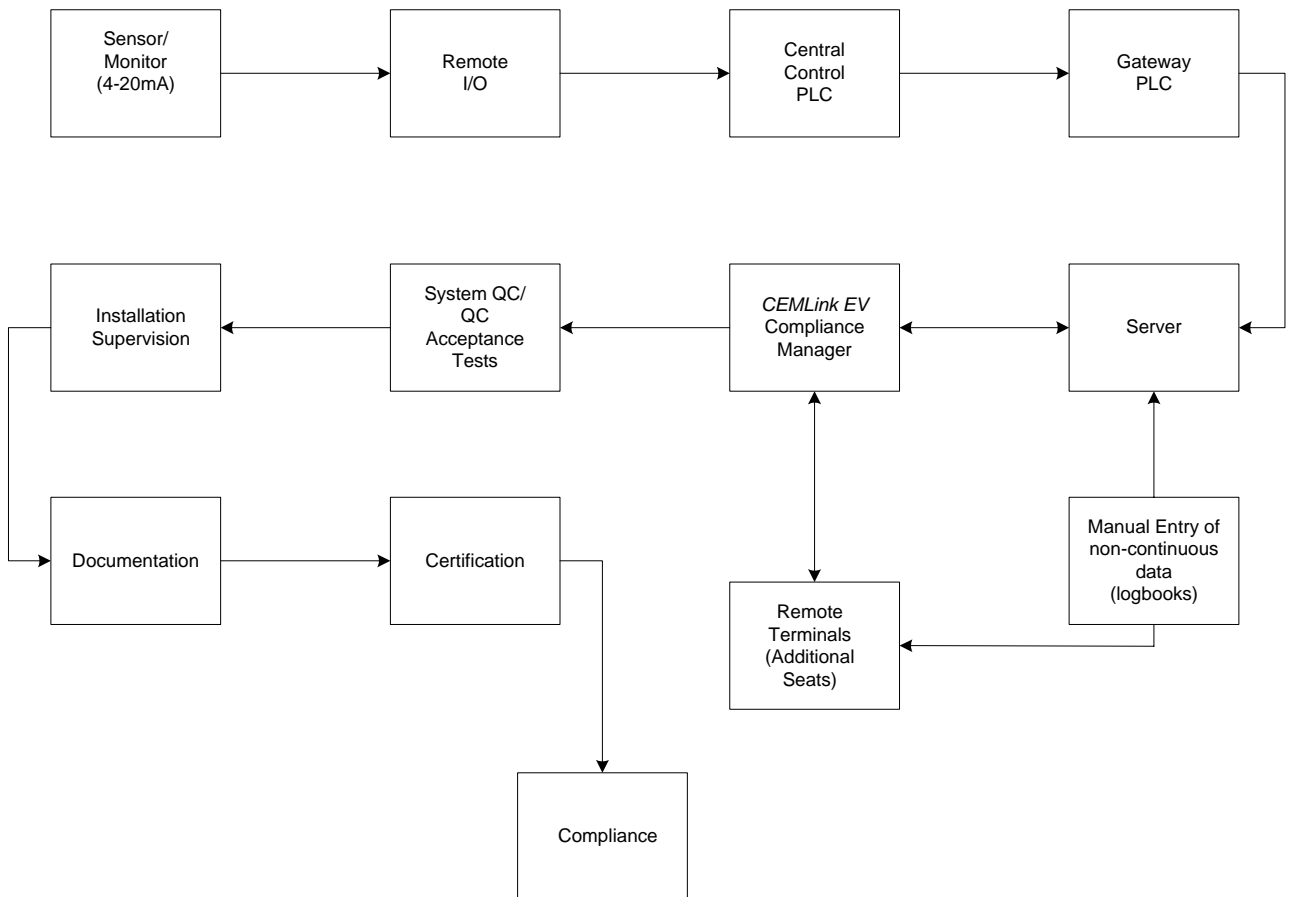 Sensor/
Monitor
(4-20mA)
Remote
I/O
Central
Control
PLC
Gateway
PLC
Installation
Supervision
System QC/
QC
Acceptance
Tests
CEMLink EV
Compliance
Manager
Server
Documentation
Certification
Remote
Terminals
(Additional
Seats)
Manual Entry of
non-continuous
data
(logbooks)
Compliance